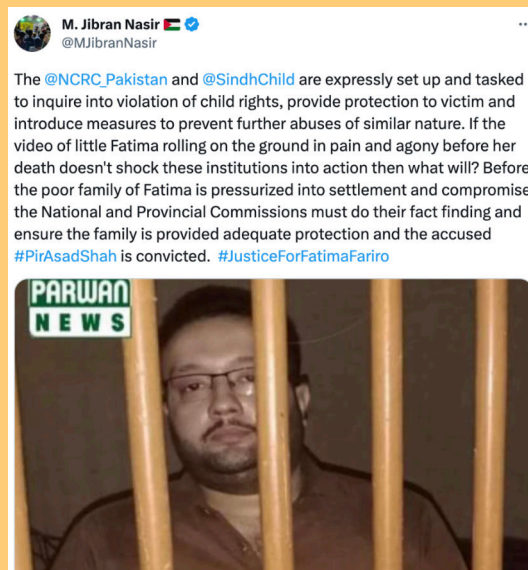 M. Jibran Nasir
@MJibranNasir
The @NCRC_Pakistan and @SindhChild are expressly set up and tasked
to inquire into violation of child rights, provide protection to victim and
introduce measures to prevent further abuses of similar nature. If the
video of little Fatima rolling on the ground in pain and agony before her
death doesn't shock these institutions into action then what will? Before
the poor family of Fatima is pressurized into settlement and compromise
the National and Provincial Commissions must do their fact finding and
ensure the family is provided adequate protection and the accused
#PirAsadShah is convicted. #JusticeForFatimaFariro
PARWAN
NEWS